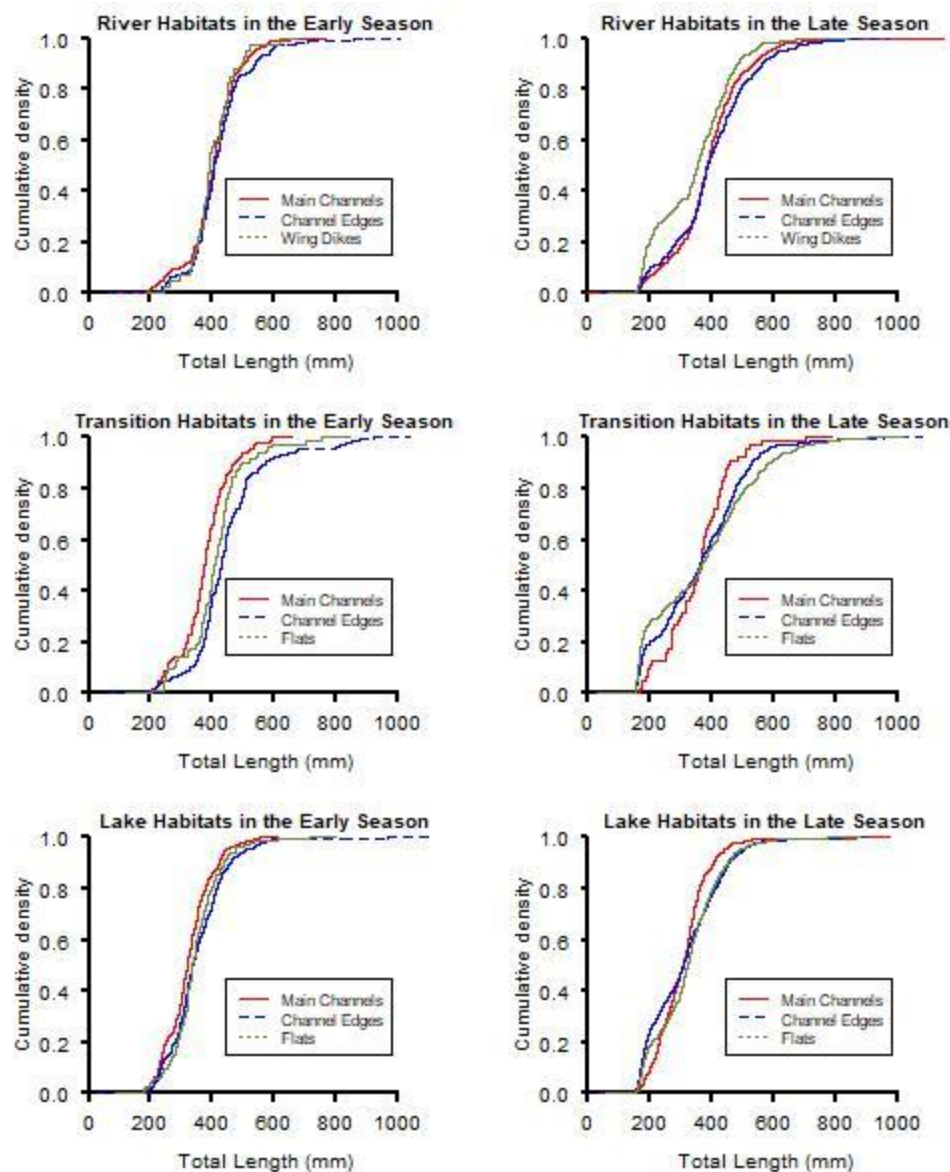 River Habitats in the Early Season
1.0
0.8
0.6
0.4
0.2
0.0
Cumulative density
Main Channels
Channel Edges
Wing Dikes
0 200 400 600 800 1000
Total Length (mm)
River Habitats in the Late Season
1.0
0.8
0.6
0.4
0.2
0.0
Cumulative density
Main Channels
Channel Edges
Wing Dikes
0 200 400 600 800 1000
Total Length (mm)
Transition Habitats in the Early Season
1.0
0.8
0.6
0.4
0.2
0.0
Cumulative density
Main Channels
Channel Edges
Flats
0 200 400 600 800 1000
Total Length (mm)
Transition Habitats in the Late Season
1.0
0.8
0.6
0.4
0.2
0.0
Cumulative density
Main Channels
Channel Edges
Flats
0 200 400 600 800 1000
Total Length (mm)
Lake Habitats in the Early Season
1.0
0.8
0.6
0.4
0.2
0.0
Cumulative density
Main Channels
Channel Edges
Flats
0 200 400 600 800 1000
Total Length (mm)
Lake Habitats in the Late Season
1.0
0.8
0.6
0.4
0.2
0.0
Cumulative density
Main Channels
Channel Edges
Flats
0 200 400 600 800 1000
Total Length (mm)